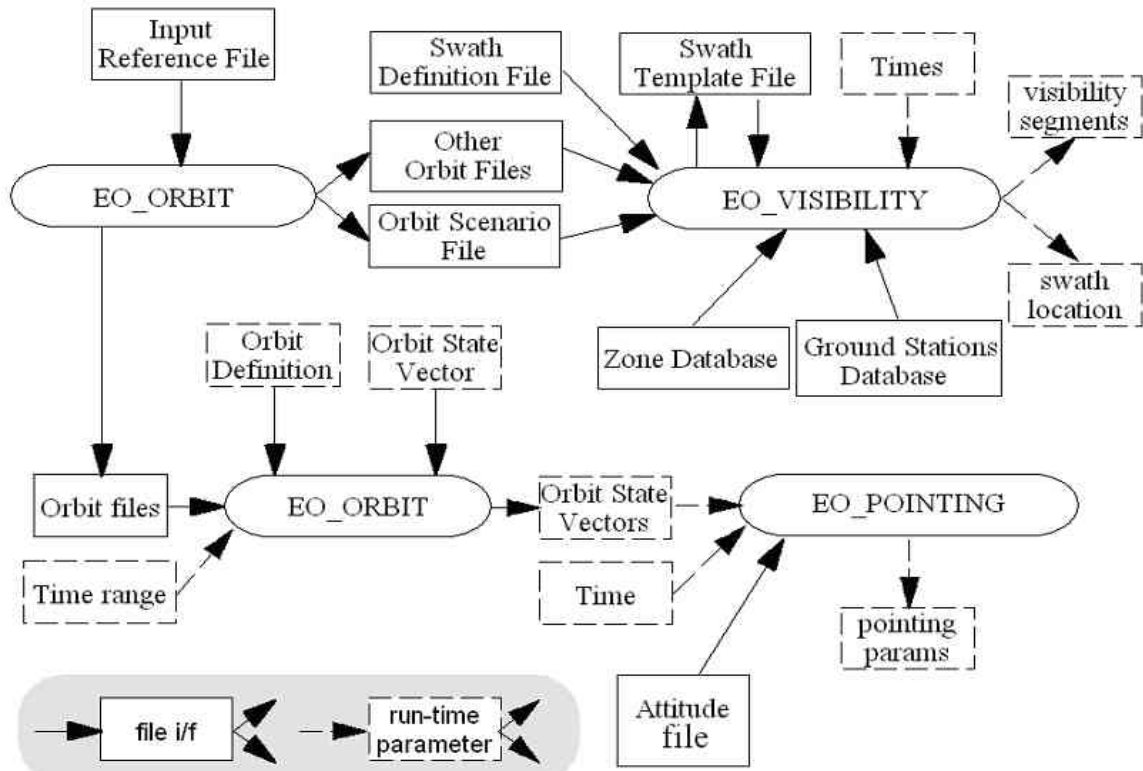 Input
Reference File
Swath
Definition File
Swath
Template File
Times
visibility
segments
Other
Orbit Files
EO_ORBIT
EO_VISIBILITY
Orbit Scenario
File
swath
location
Orbit
Definition
Orbit State
Vector
Zone Database
Ground Stations
Database
Orbit files
EO_ORBIT
Orbit State
Vectors
EO_POINTING
Time range
Time
pointing
params
file i/f
run-time
parameter
Attitude
file